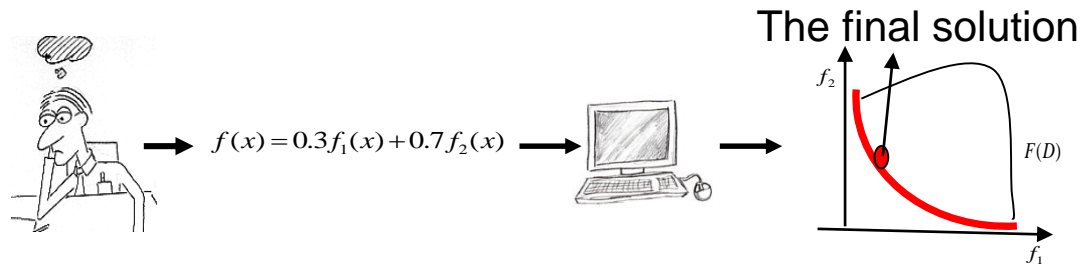 The final solution
f(x) = 0.3f₁(x) + 0.7f₂(x)
f₂
F(D)
f₁